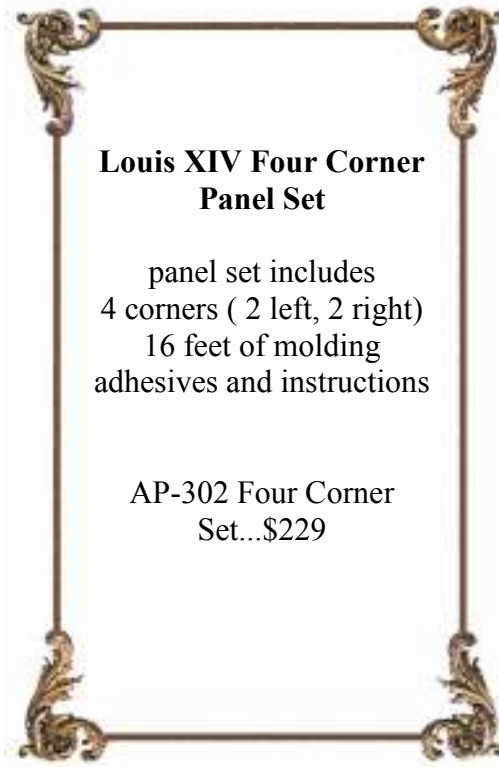 Louis XIV Four Corner
Panel Set
panel set includes
4 corners ( 2 left, 2 right)
16 feet of molding
adhesives and instructions
AP-302 Four Corner
Set...$229